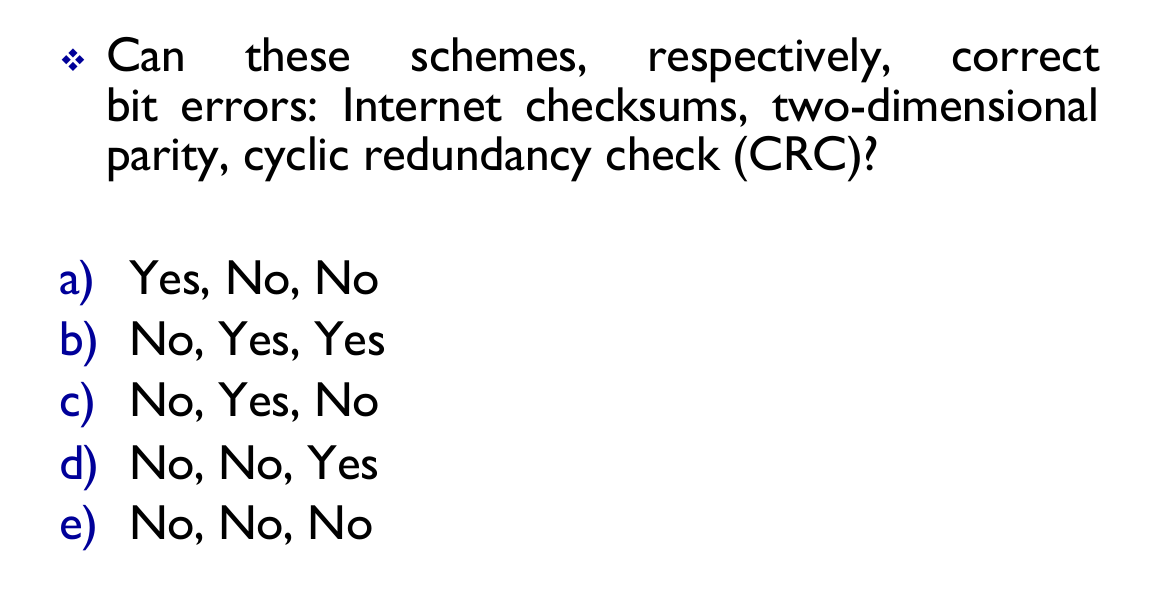 ❖ Can these schemes, respectively, correct
bit errors: Internet checksums, two-dimensional
parity, cyclic redundancy check (CRC)?
a) Yes, No, No
b) No, Yes, Yes
c) No, Yes, No
d) No, No, Yes
e) No, No, No